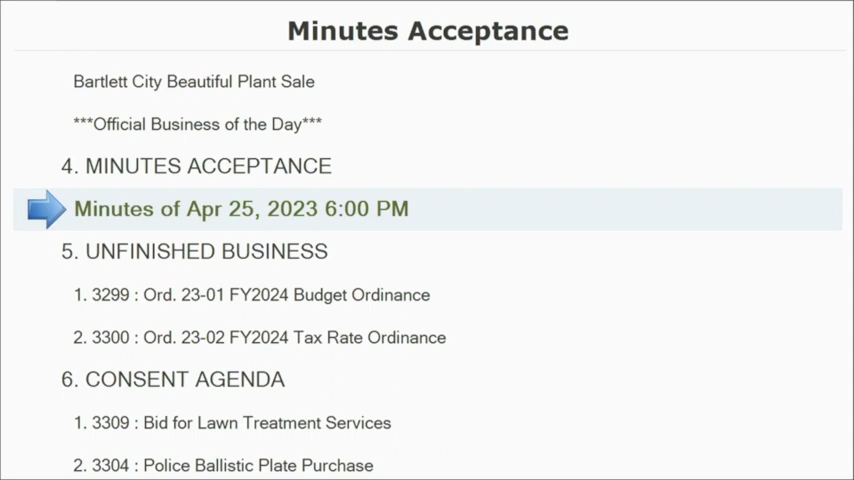 Minutes Acceptance
Bartlett City Beautiful Plant Sale
***Official Business of the Day***
4. MINUTES ACCEPTANCE
Minutes of Apr 25, 2023 6:00 PM
5. UNFINISHED BUSINESS
1. 3299 : Ord. 23-01 FY2024 Budget Ordinance
2. 3300 : Ord. 23-02 FY2024 Tax Rate Ordinance
6. CONSENT AGENDA
1. 3309 : Bid for Lawn Treatment Services
2. 3304 : Police Ballistic Plate Purchase